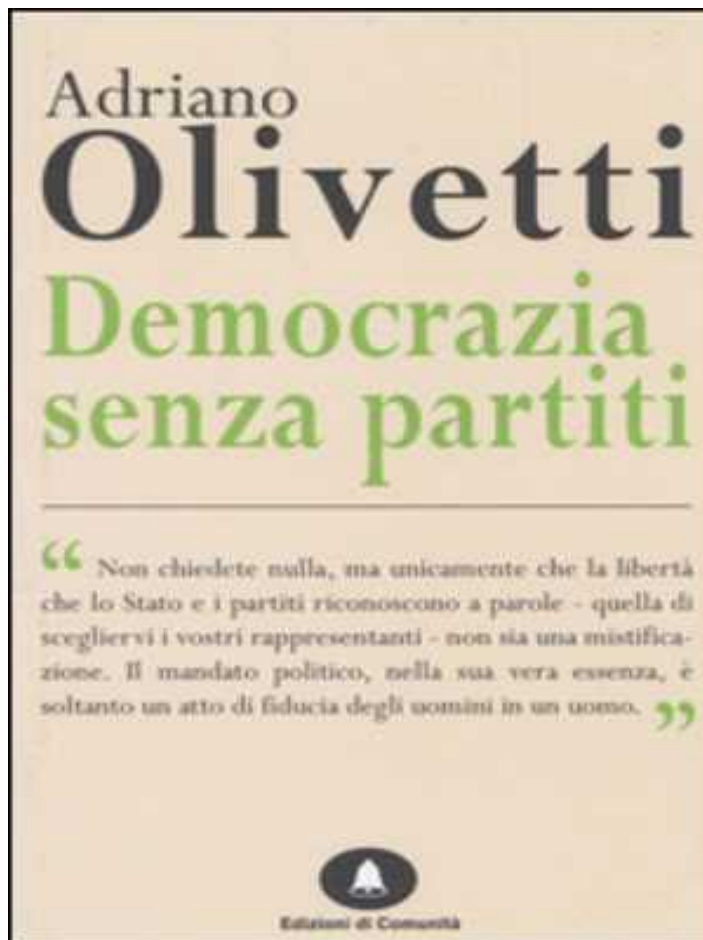 Adriano
Olivetti
Democrazia
senza partiti
“ Non chiedete nulla, ma unicamente che la libertà
che lo Stato e i partiti riconoscono a parole - quella di
scegliervi i vostri rappresentanti - non sia una mistifica-
zione. Il mandato politico, nella sua vera essenza, è
soltanto un atto di fiducia degli uomini in un uomo. ”
Edizioni di Comunità